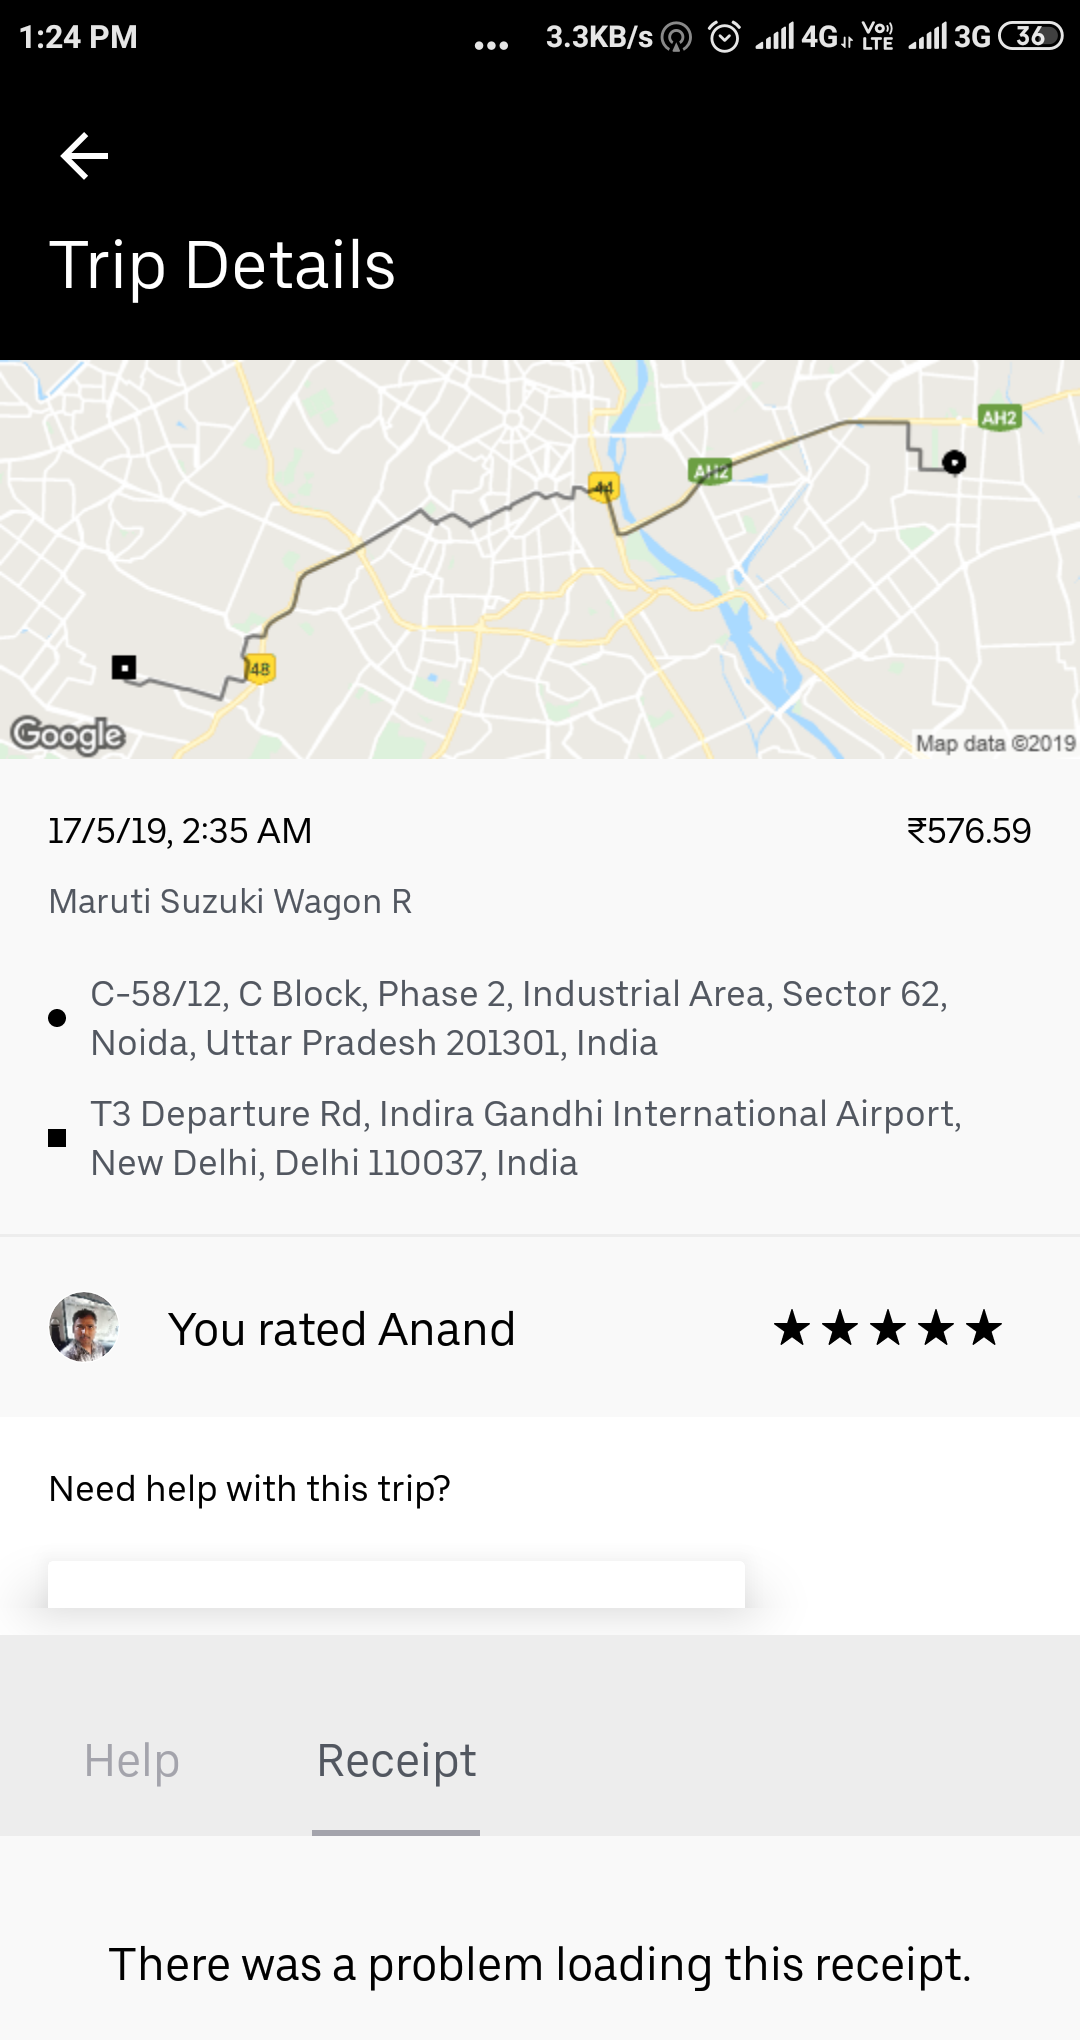 1:24 PM
... 3.3KB/s 4G VoLTE 3G 36
Trip Details
AH2
AH2
44
48
Google
Map data ©2019
17/5/19, 2:35 AM ₹576.59
Maruti Suzuki Wagon R
C-58/12, C Block, Phase 2, Industrial Area, Sector 62,
Noida, Uttar Pradesh 201301, India
T3 Departure Rd, Indira Gandhi International Airport,
New Delhi, Delhi 110037, India
You rated Anand
Need help with this trip?
Help Receipt
There was a problem loading this receipt.